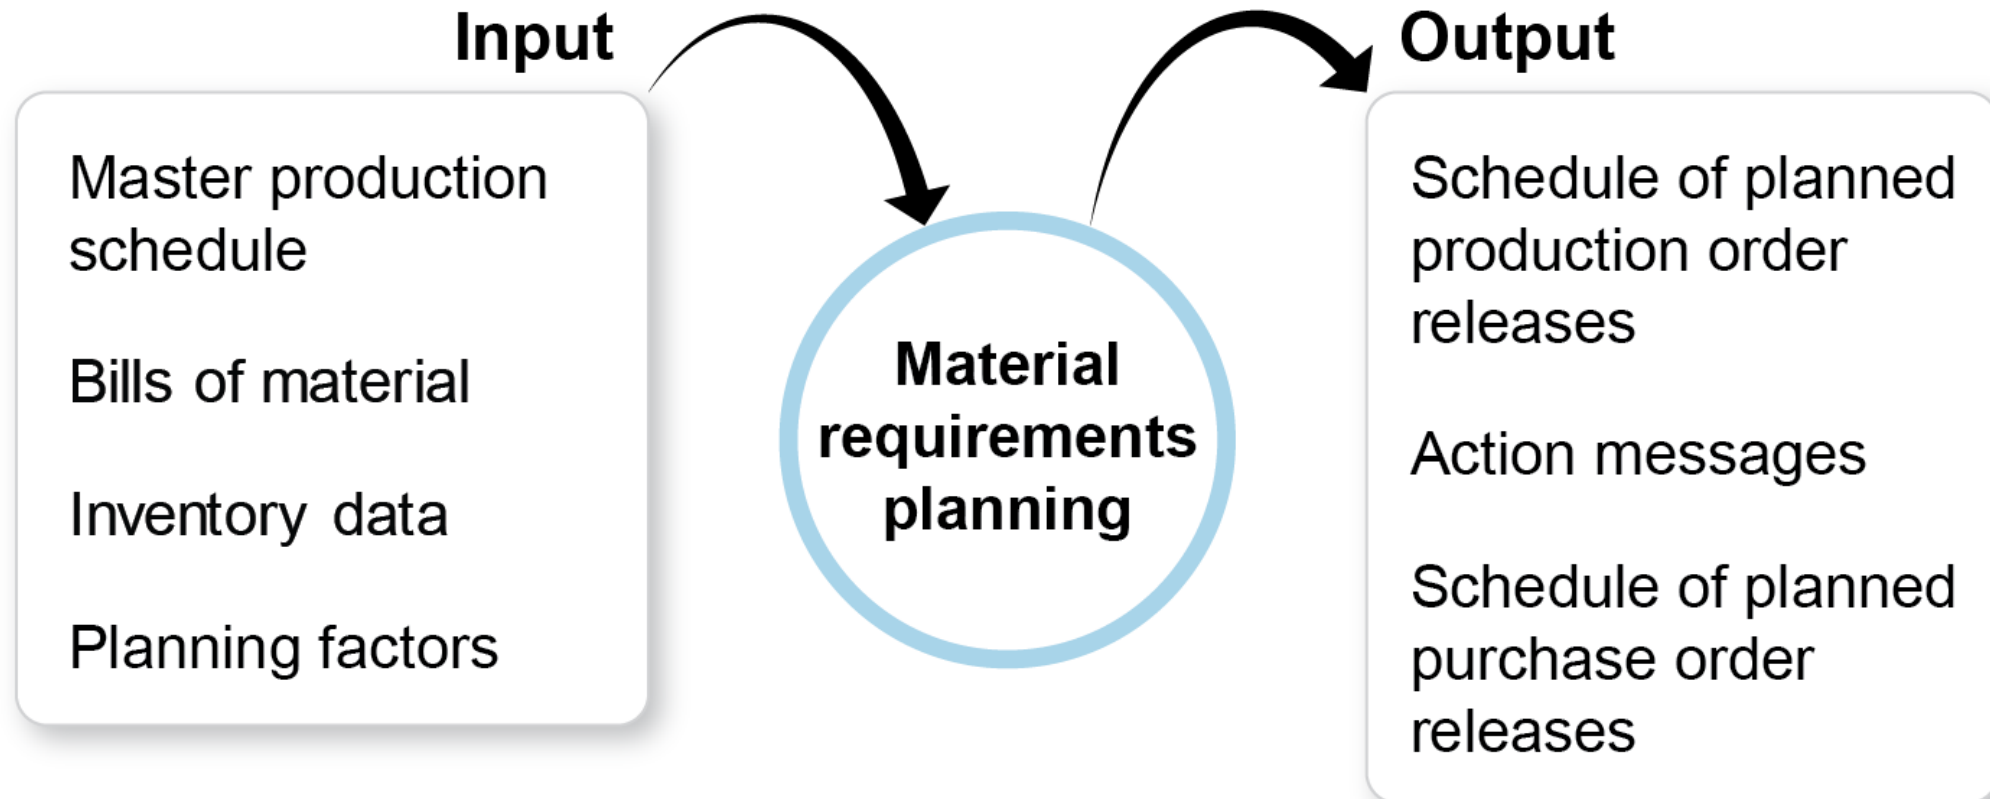 Input
Master production
schedule
Bills of material
Inventory data
Planning factors
Material
requirements
planning
Output
Schedule of planned
production order
releases
Action messages
Schedule of planned
purchase order
releases